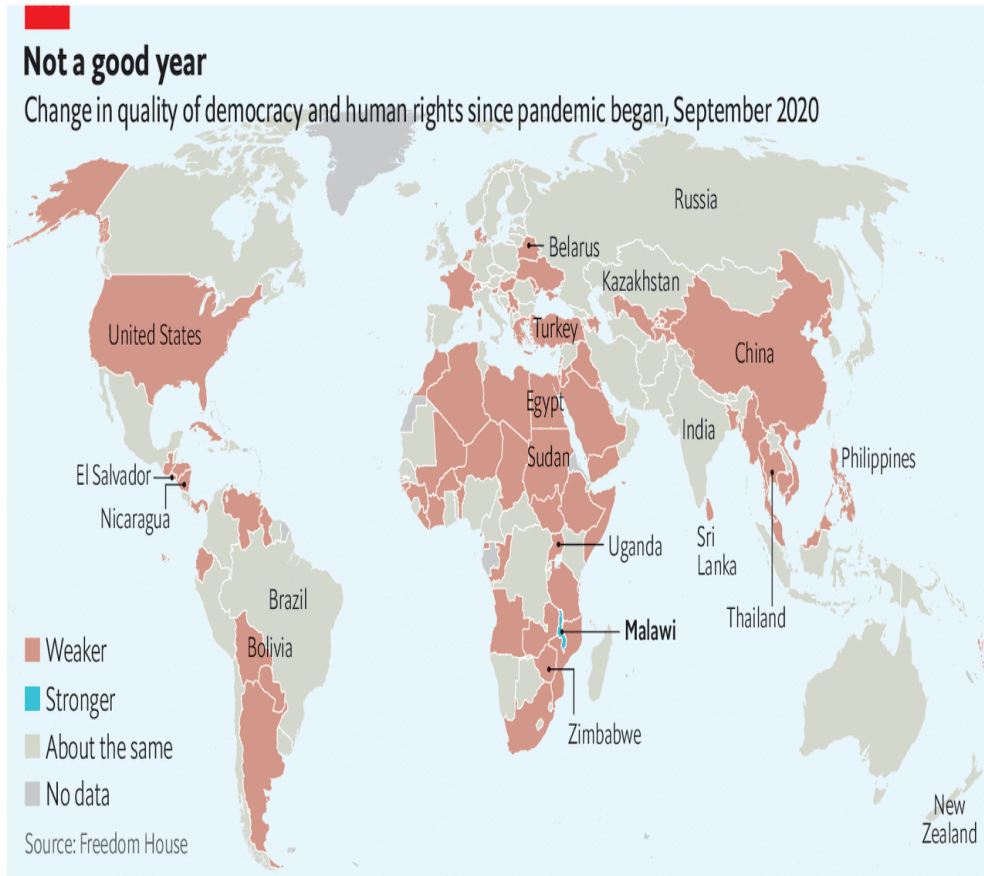 Not a good year
Change in quality of democracy and human rights since pandemic began, September 2020
Russia
Belarus
Kazakhstan
United States
Turkey
China
Egypt
India
Sudan
Philippines
El Salvador
Nicaragua
Uganda
Sri
Lanka
Brazil
Thailand
Malawi
Bolivia
Zimbabwe
Weaker
Stronger
About the same
No data
New
Zealand
Source: Freedom House